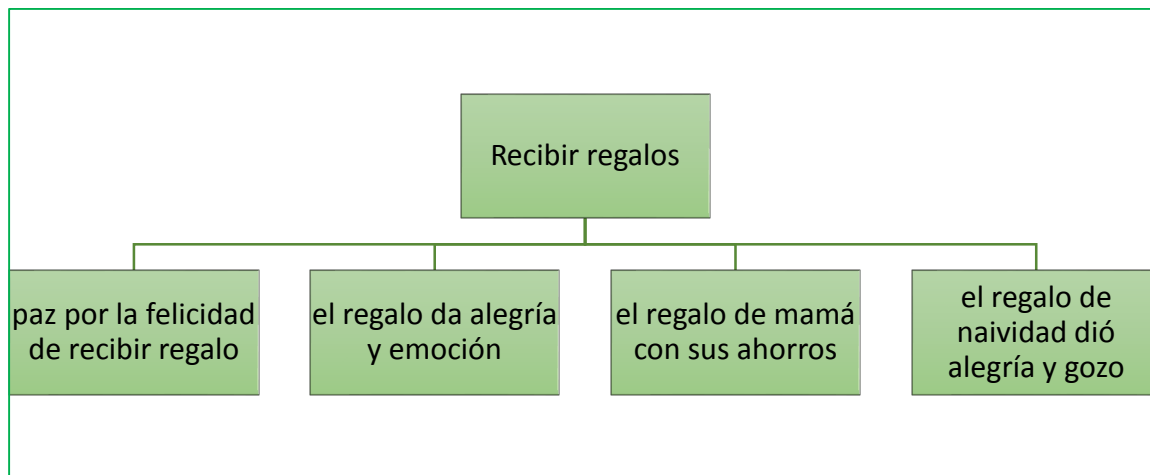 Recibir regalos
paz por la felicidad
de recibir regalo
el regalo da alegría
y emoción
el regalo de mamá
con sus ahorros
el regalo de
naividad dió
alegría y gozo